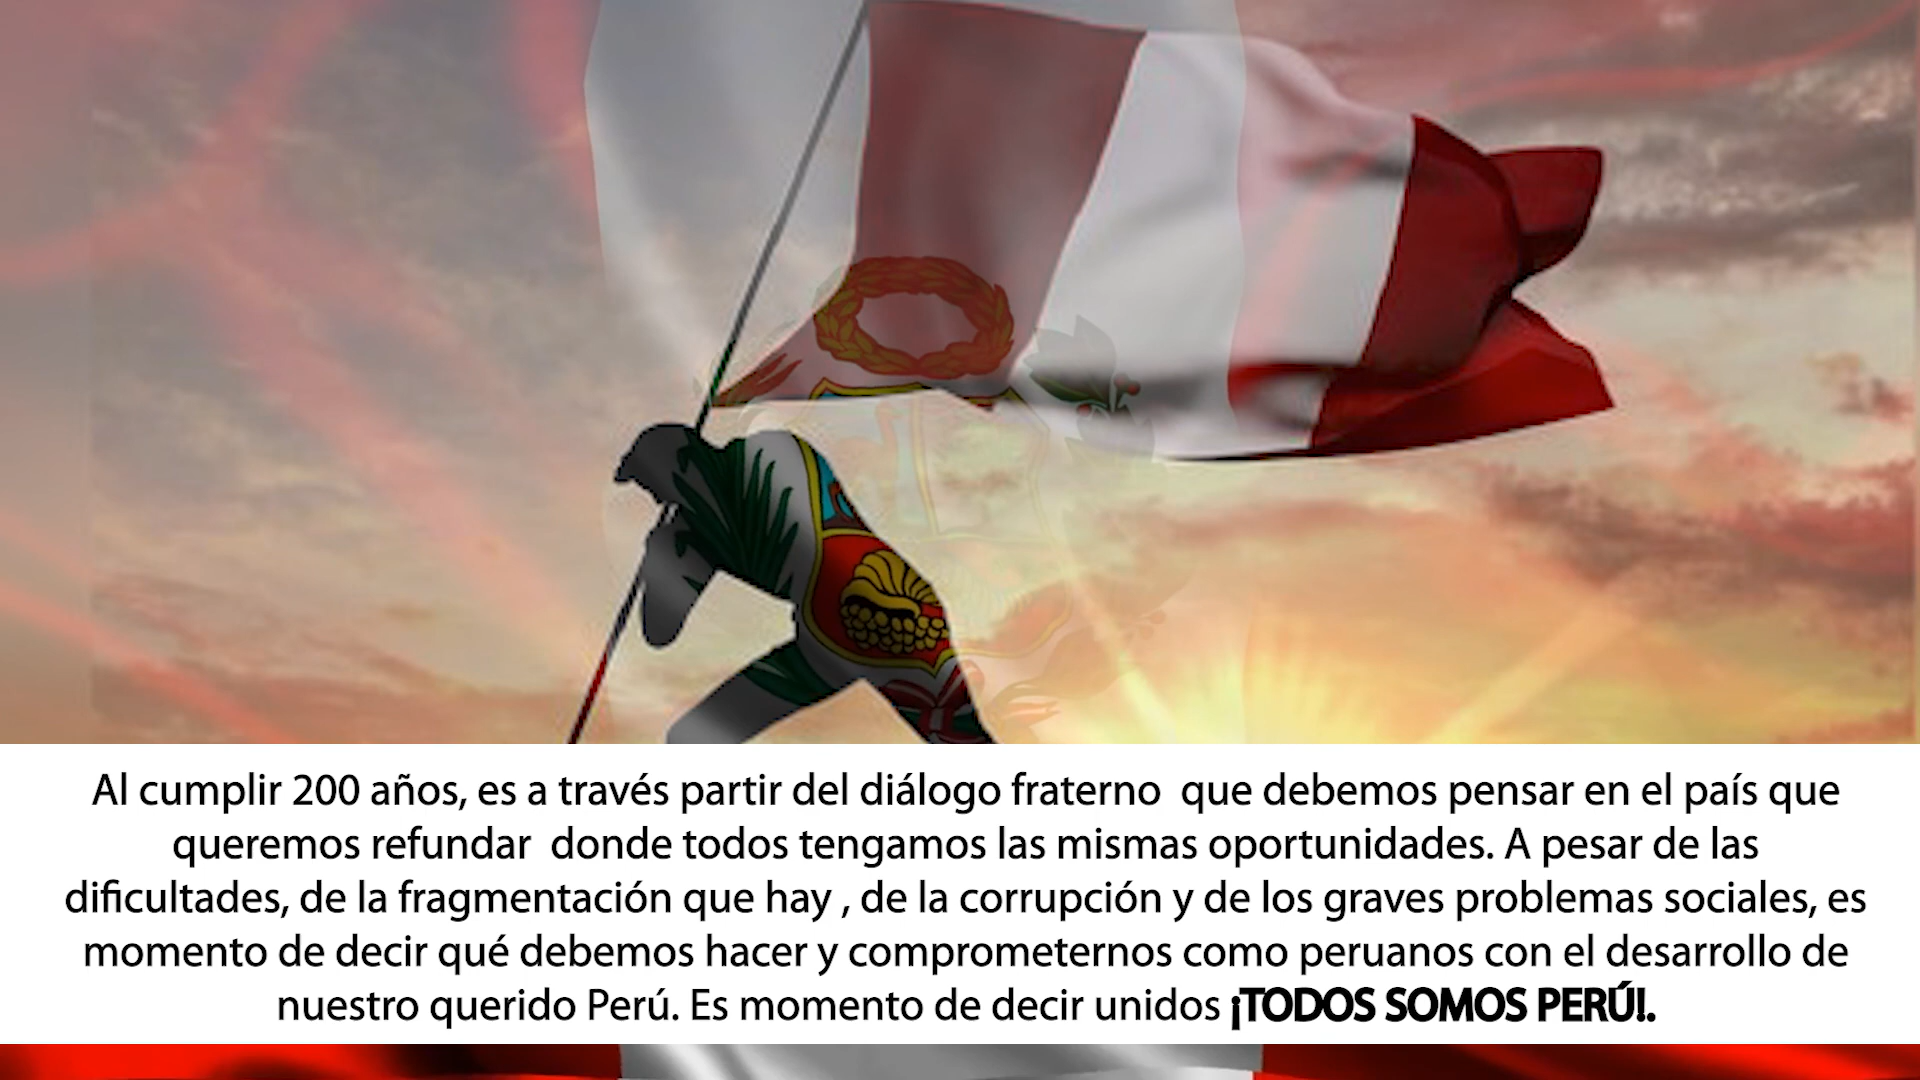 Al cumplir 200 años, es a través partir del diálogo fraterno  que debemos pensar en el país que
queremos refundar  donde todos tengamos las mismas oportunidades. A pesar de las
dificultades, de la fragmentación que hay , de la corrupción y de los graves problemas sociales, es
momento de decir qué debemos hacer y comprometernos como peruanos con el desarrollo de
nuestro querido Perú. Es momento de decir unidos ¡TODOS SOMOS PERÚ!.